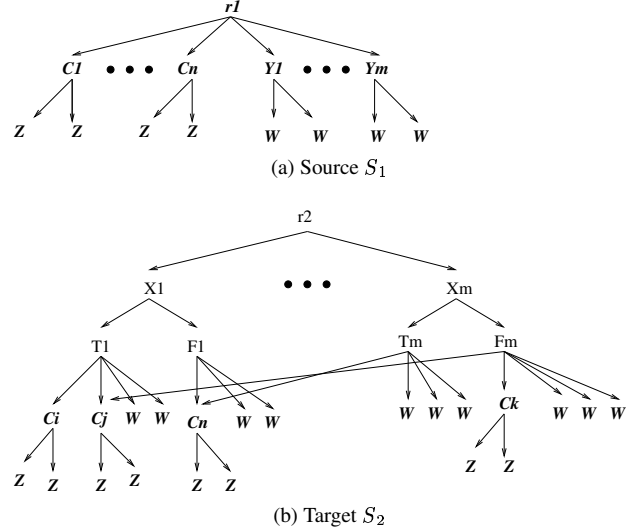 r1
C1 • • • Cn Y1 • • • Ym
Z Z Z Z W W W W
(a) Source S1
r2
X1 • • • Xm
T1 F1 Tm Fm
Ci Cj W W Cn W W W W W Ck W W W
Z Z Z Z Z Z Z Z
(b) Target S2